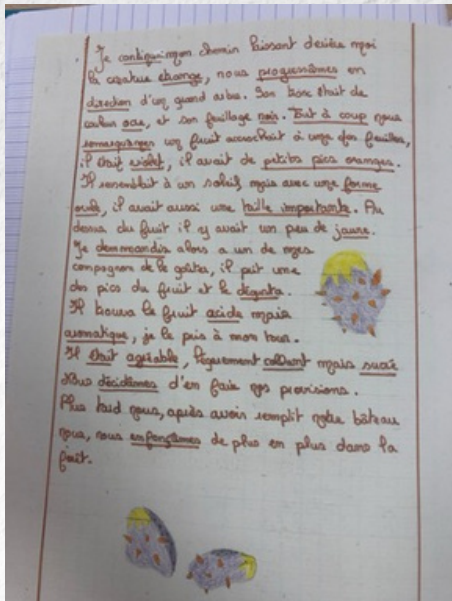 Je continuai mon chemin laissant derière moi
la créature étrange, nous progressâmes en
direction d'un grand arbre. Son tronc était de
couleur ocre, et son feuillage noir. Tout à coup nous
remarquâmes un fruit accrochait à une des feuilles,
il était violet, il avait de petits pics oranges.
Il ressemblait à un soleil mais avec une forme
ovale, il avait aussi une taille importante. Au
dessus du fruit il y avait un peu de jaune.
Je demmandis alors a un de mes
compagnon de le goûter, il prit une
des pics du fruit et le dégusta.
Il trouva le fruit acide mais
aromatique, je le pris à mon tour.
Il était agréable, légèrement collant mais sucré
Nous décidâmes d'en faire nos provisions.
Plus tard nous, après avoir remplit notre bâteau
nous, nous enfonçâmes de plus en plus dans la
forêt.